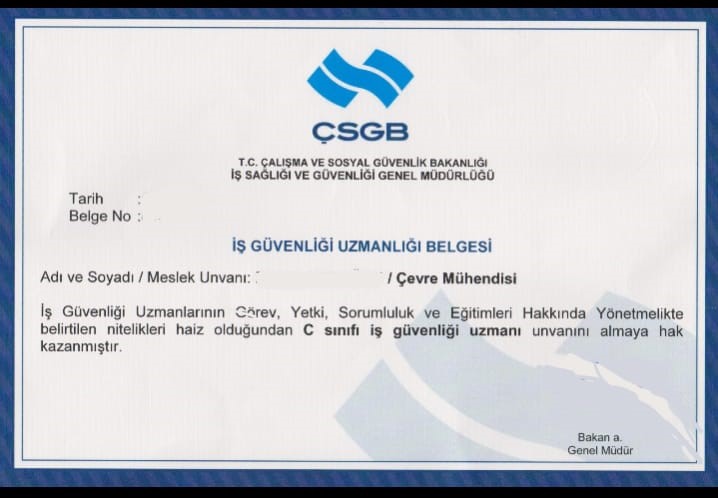 ÇSGB
T.C. ÇALIŞMA VE SOSYAL GÜVENLİK BAKANLIĞI
İŞ SAĞLIĞI VE GÜVENLİĞİ GENEL MÜDÜRLÜĞÜ
Tarih :
Belge No :
İŞ GÜVENLİĞİ UZMANLIĞI BELGESİ
Adı ve Soyadı / Meslek Unvanı: / Çevre Mühendisi
İş Güvenliği Uzmanlarının Görev, Yetki, Sorumluluk ve Eğitimleri Hakkında Yönetmelikte
belirtilen nitelikleri haiz olduğundan C sınıfı iş güvenliği uzmanı unvanını almaya hak
kazanmıştır.
Bakan a.
Genel Müdür